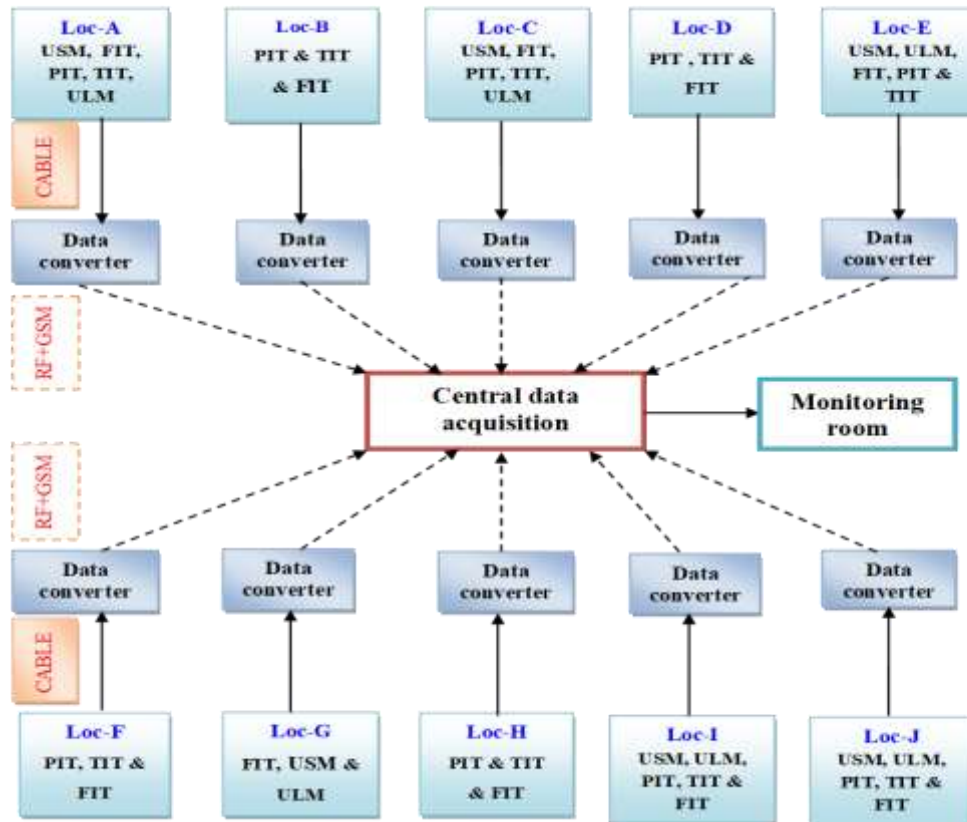 Loc-A
USM, FIT,
PIT, TIT,
ULM
Loc-B
PIT & TIT
& FIT
Loc-C
USM, FIT,
PIT, TIT,
ULM
Loc-D
PIT , TIT &
FIT
Loc-E
USM, ULM,
FIT, PIT &
TIT
CABLE
Data
converter
Data
converter
Data
converter
Data
converter
Data
converter
RF+GSM
Central data
acquisition
Monitoring
room
RF+GSM
Data
converter
Data
converter
Data
converter
Data
converter
Data
converter
CABLE
Loc-F
PIT, TIT &
FIT
Loc-G
FIT, USM &
ULM
Loc-H
PIT & TIT
& FIT
Loc-I
USM, ULM,
PIT, TIT &
FIT
Loc-J
USM, ULM,
PIT, TIT &
FIT